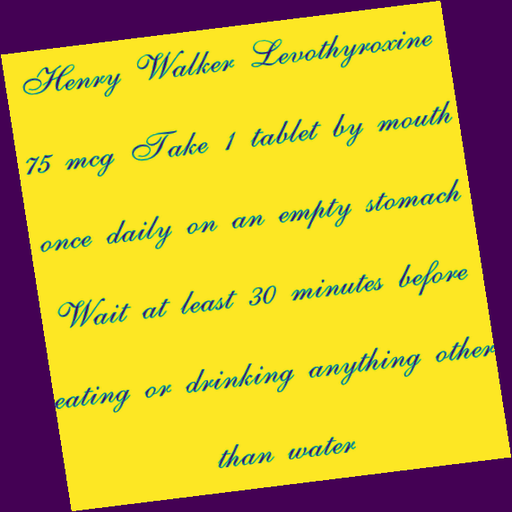 Henry Walker Levothyroxine
75 mcg Take 1 tablet by mouth
once daily on an empty stomach
Wait at least 30 minutes before
eating or drinking anything other
than water